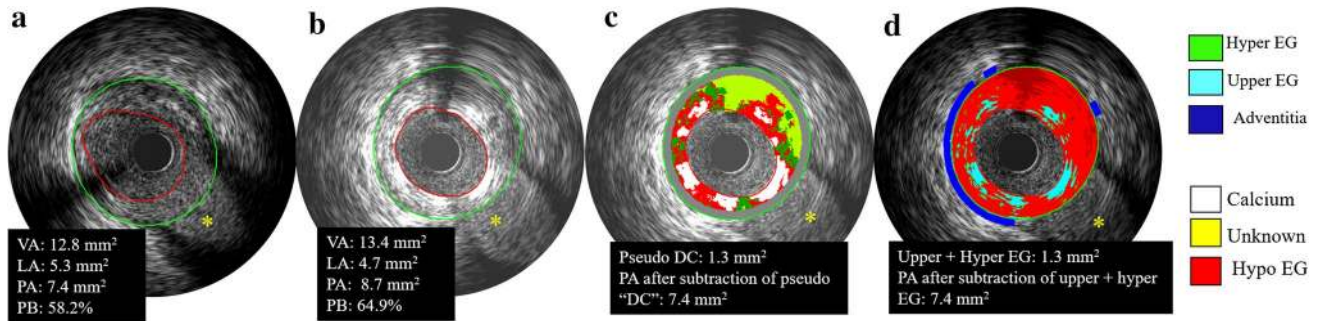 a
b
c
d
*
*
*
*
VA: 12.8 mm²
LA: 5.3 mm²
PA: 7.4 mm²
PB: 58.2%
VA: 13.4 mm²
LA: 4.7 mm²
PA: 8.7 mm²
PB: 64.9%
Pseudo DC: 1.3 mm²
PA after subtraction of pseudo
“DC”: 7.4 mm²
Upper + Hyper EG: 1.3 mm²
PA after subtraction of upper + hyper
EG: 7.4 mm²
Hyper EG
Upper EG
Adventitia
Calcium
Unknown
Hypo EG